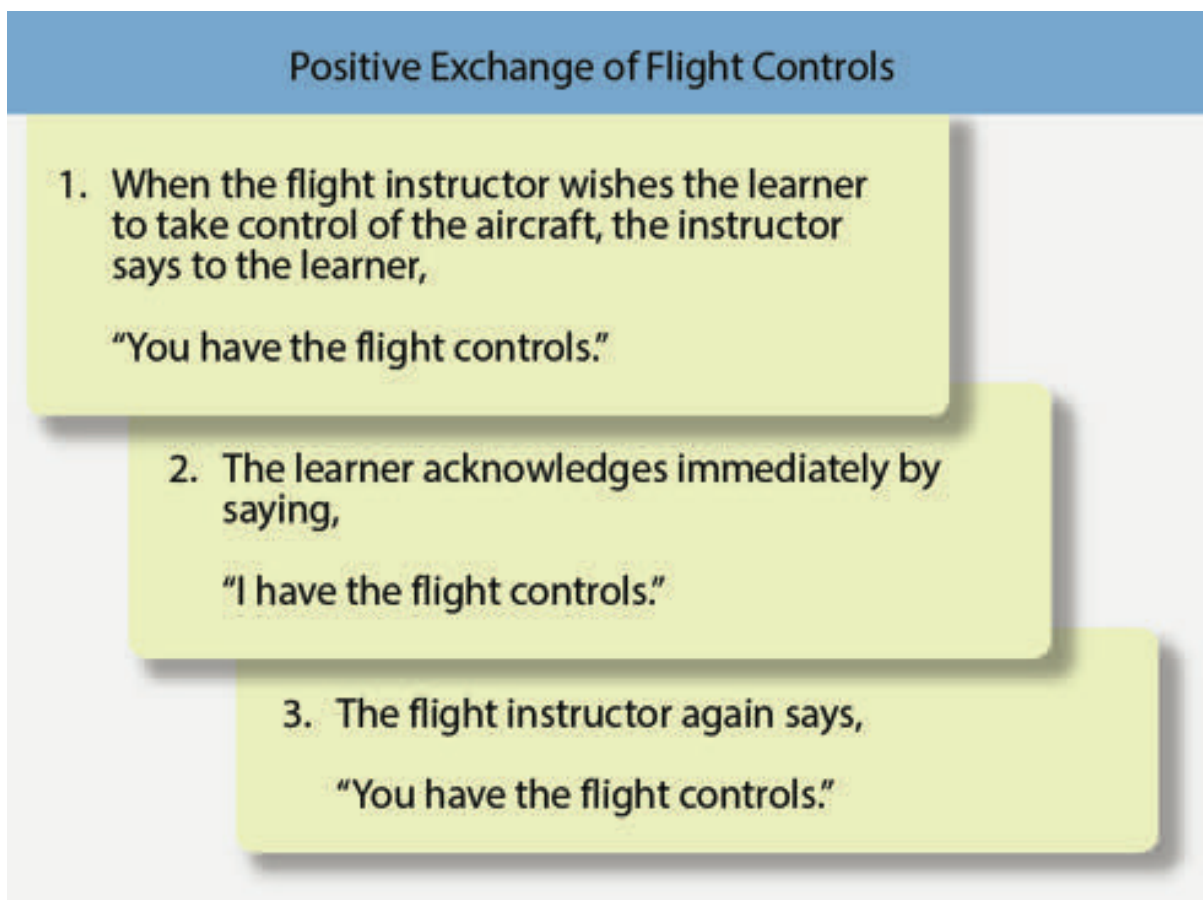 Positive Exchange of Flight Controls
1. When the flight instructor wishes the learner
to take control of the aircraft, the instructor
says to the learner,
“You have the flight controls.”
2. The learner acknowledges immediately by
saying,
“I have the flight controls.”
3. The flight instructor again says,
“You have the flight controls.”